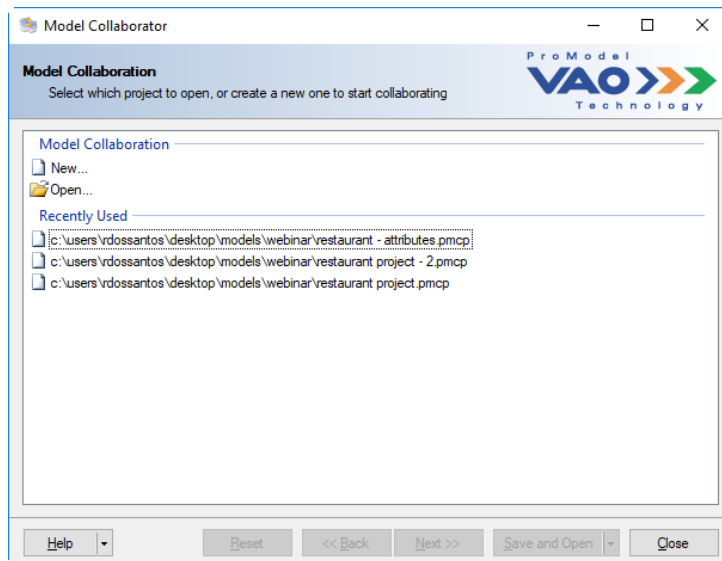 Model Collaborator
Model Collaboration
Select which project to open, or create a new one to start collaborating
ProModel
VAO
Technology
Model Collaboration
New...
Open...
Recently Used
c:\users\rdossantos\desktop\models\webinar\restaurant - attributes.pmcp
c:\users\rdossantos\desktop\models\webinar\restaurant project - 2.pmcp
c:\users\rdossantos\desktop\models\webinar\restaurant project.pmcp
Help Reset << Back Next >> Save and Open Close